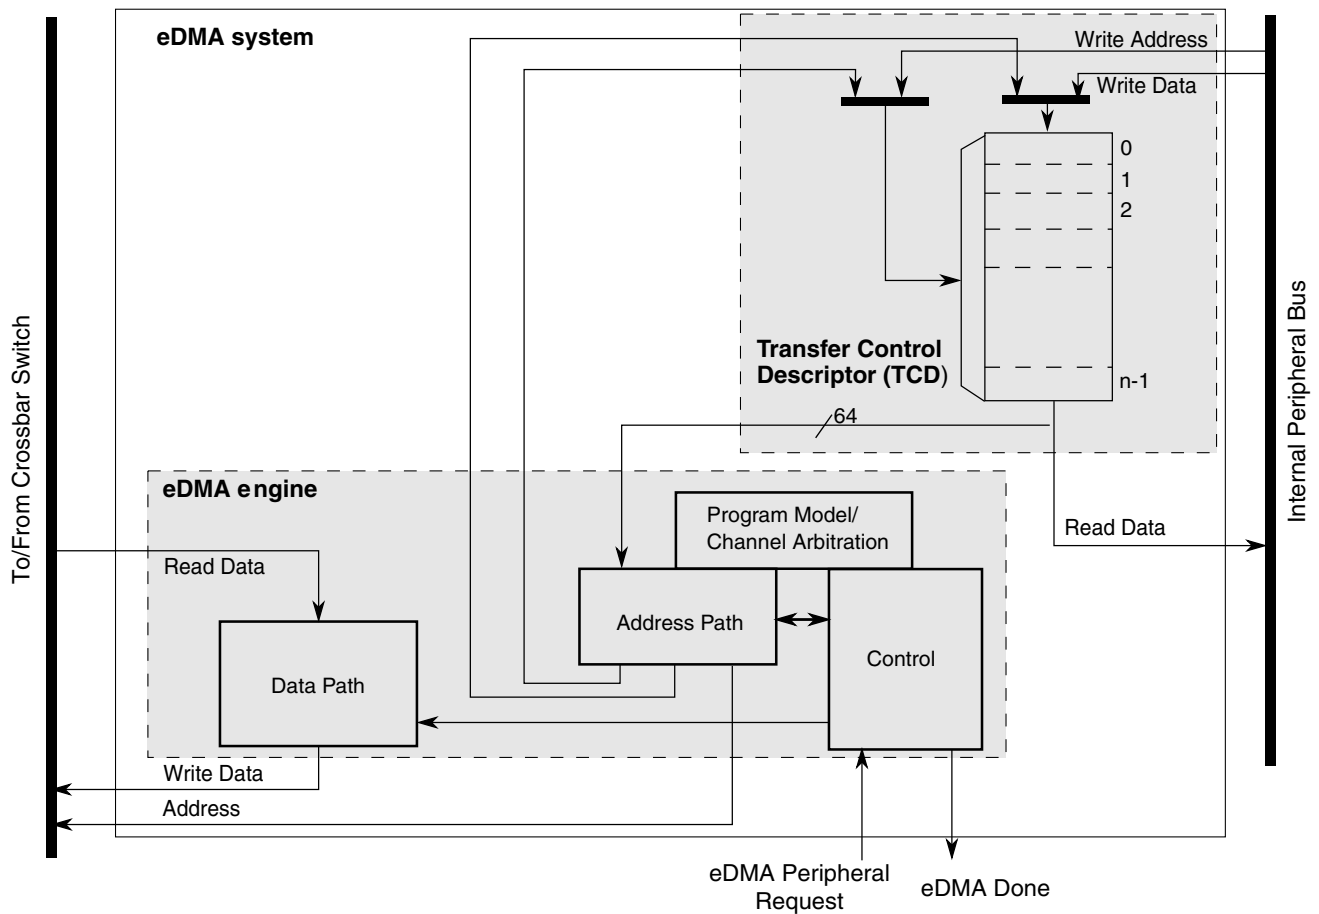 eDMA system
Write Address
Write Data
0
1
2
n-1
Transfer Control
Descriptor (TCD)
64
To/From Crossbar Switch
Internal Peripheral Bus
eDMA engine
Program Model/
Channel Arbitration
Read Data
Read Data
Address Path
Control
Data Path
Write Data
Address
eDMA Peripheral
Request
eDMA Done